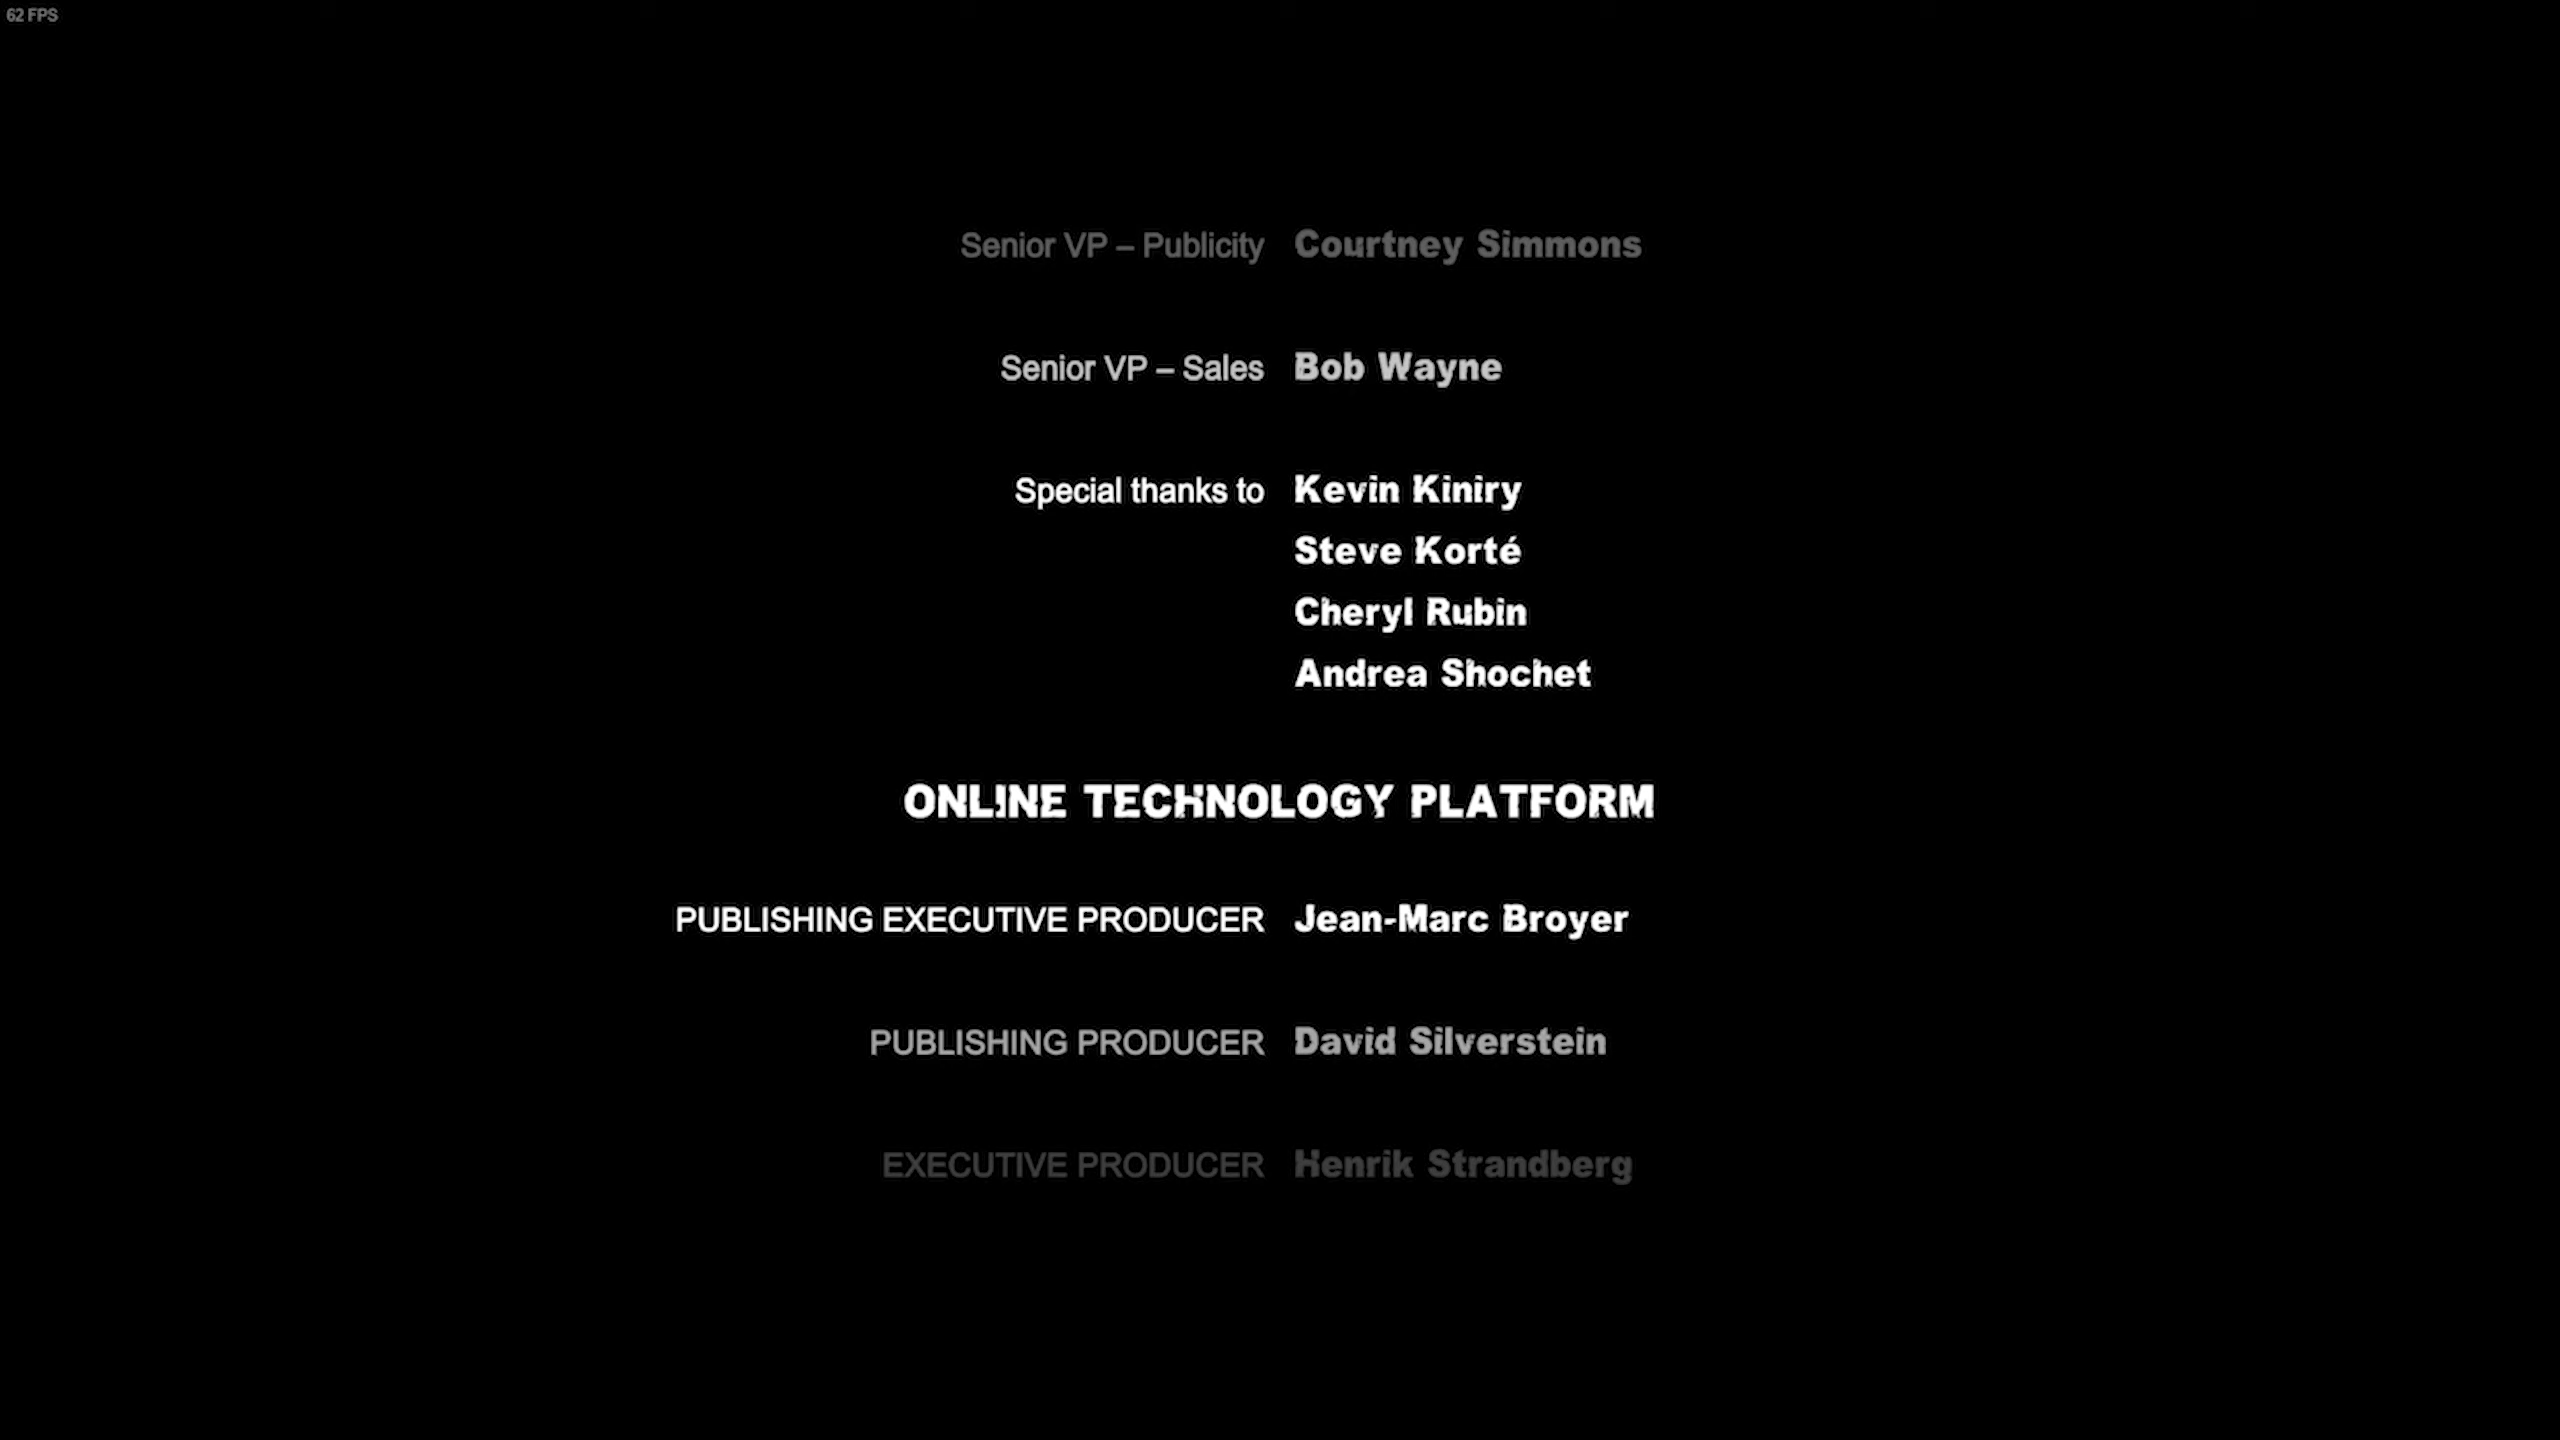 62 FPS
Senior VP – Publicity Courtney Simmons
Senior VP – Sales Bob Wayne
Special thanks to Kevin Kiniry
Steve Korté
Cheryl Rubin
Andrea Shochet
ONLINE TECHNOLOGY PLATFORM
PUBLISHING EXECUTIVE PRODUCER Jean-Marc Broyer
PUBLISHING PRODUCER David Silverstein
EXECUTIVE PRODUCER Henrik Strandberg